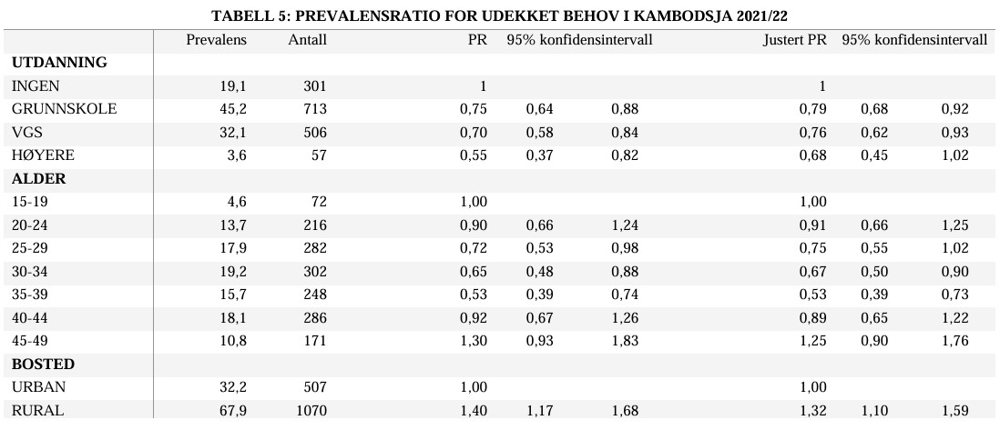 TABELL 5: PREVALENSRATIO FOR UDEKKET BEHOV I KAMBODSJA 2021/22
Prevalens Antall PR 95% konfidensintervall Justert PR 95% konfidensintervall
UTDANNING
INGEN 19,1 301 1 1
GRUNNSKOLE 45,2 713 0,75 0,64 0,88 0,79 0,68 0,92
VGS 32,1 506 0,70 0,58 0,84 0,76 0,62 0,93
HØYERE 3,6 57 0,55 0,37 0,82 0,68 0,45 1,02
ALDER
15-19 4,6 72 1,00 1,00
20-24 13,7 216 0,90 0,66 1,24 0,91 0,66 1,25
25-29 17,9 282 0,72 0,53 0,98 0,75 0,55 1,02
30-34 19,2 302 0,65 0,48 0,88 0,67 0,50 0,90
35-39 15,7 248 0,53 0,39 0,74 0,53 0,39 0,73
40-44 18,1 286 0,92 0,67 1,26 0,89 0,65 1,22
45-49 10,8 171 1,30 0,93 1,83 1,25 0,90 1,76
BOSTED
URBAN 32,2 507 1,00 1,00
RURAL 67,9 1070 1,40 1,17 1,68 1,32 1,10 1,59